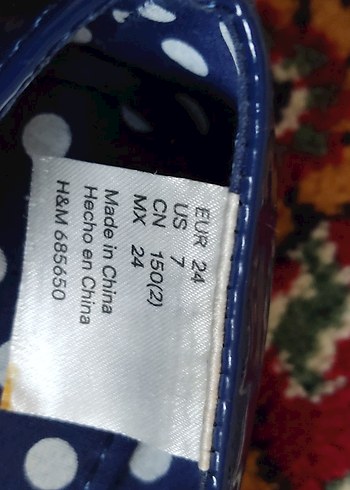 EUR 24
US 7
CN 150(2)
MX 24
Made in China
Hecho en China
H&M 685650